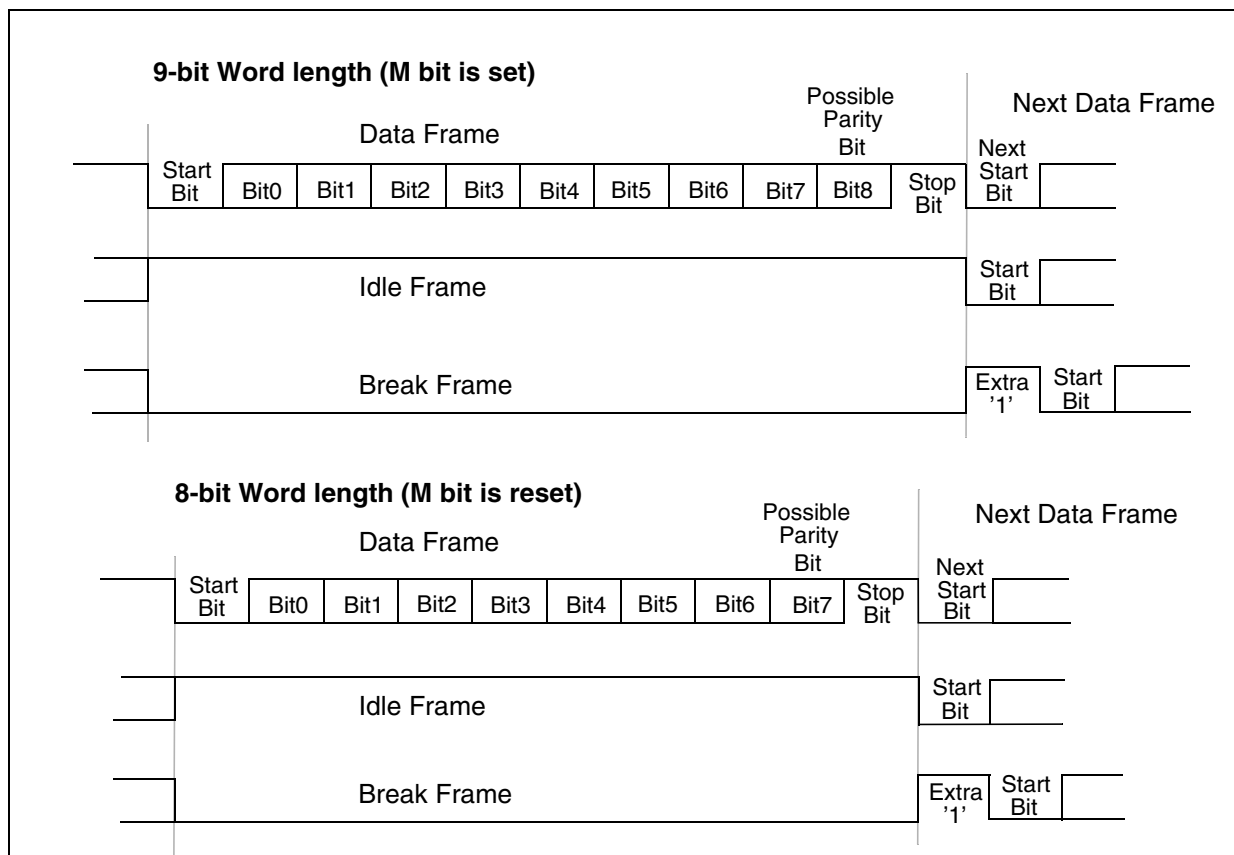 9-bit Word length (M bit is set)
Possible
Parity
Bit
Next Data Frame
Data Frame
Next
Start
Bit
Start
Bit
Bit0
Bit1
Bit2
Bit3
Bit4
Bit5
Bit6
Bit7
Bit8
Stop
Bit
Idle Frame
Start
Bit
Break Frame
Extra
'1'
Start
Bit
8-bit Word length (M bit is reset)
Possible
Parity
Bit
Next Data Frame
Data Frame
Next
Start
Bit
Start
Bit
Bit0
Bit1
Bit2
Bit3
Bit4
Bit5
Bit6
Bit7
Stop
Bit
Idle Frame
Start
Bit
Break Frame
Extra
'1'
Start
Bit